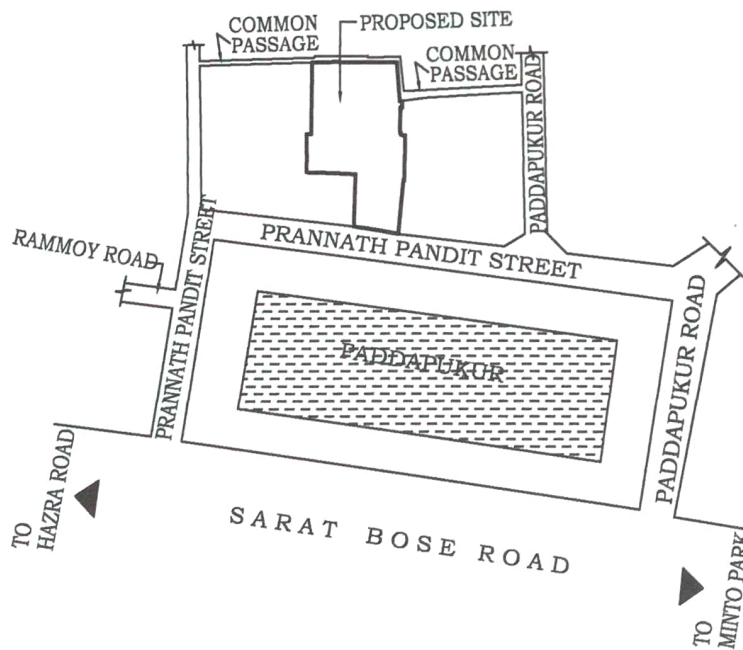 COMMON
PASSAGE
PROPOSED SITE
COMMON
PASSAGE
PADDAPUKUR ROAD
PRANNATH PANDIT STREET
RAMMOY ROAD
PRANNATH PANDIT STREET
PADDAPUKUR
PADDAPUKUR ROAD
TO
HAZRA ROAD
SARAT BOSE ROAD
TO
MINTO PARK